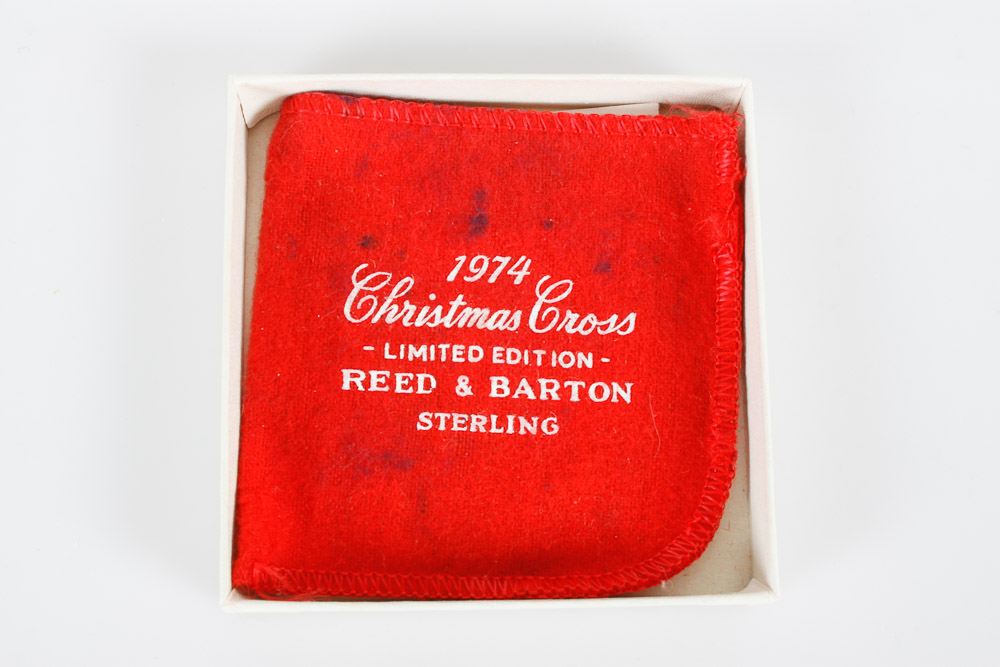 1974
Christmas Cross
- LIMITED EDITION -
REED & BARTON
STERLING